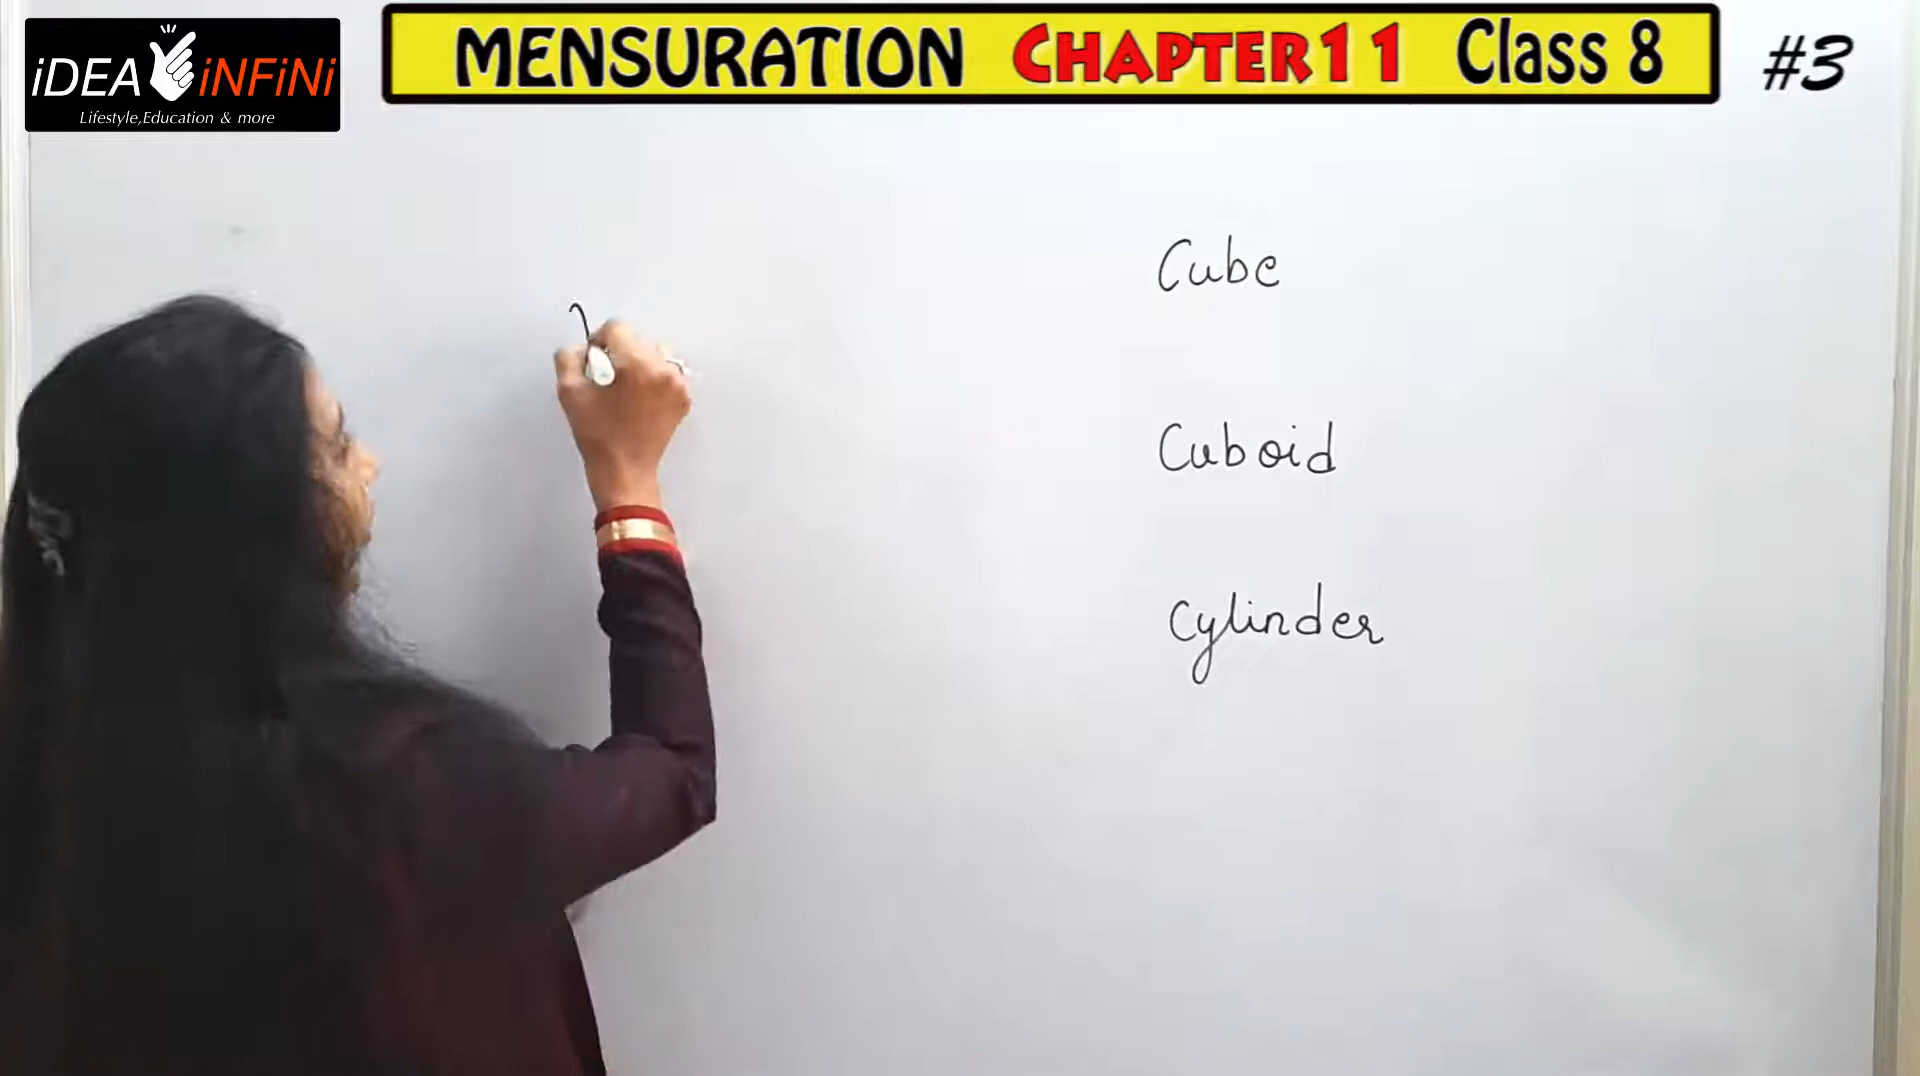 iDEA iNFiNi
Lifestyle,Education & more
MENSURATION CHAPTER11 Class 8
#3
Cube
Cuboid
Cylinder